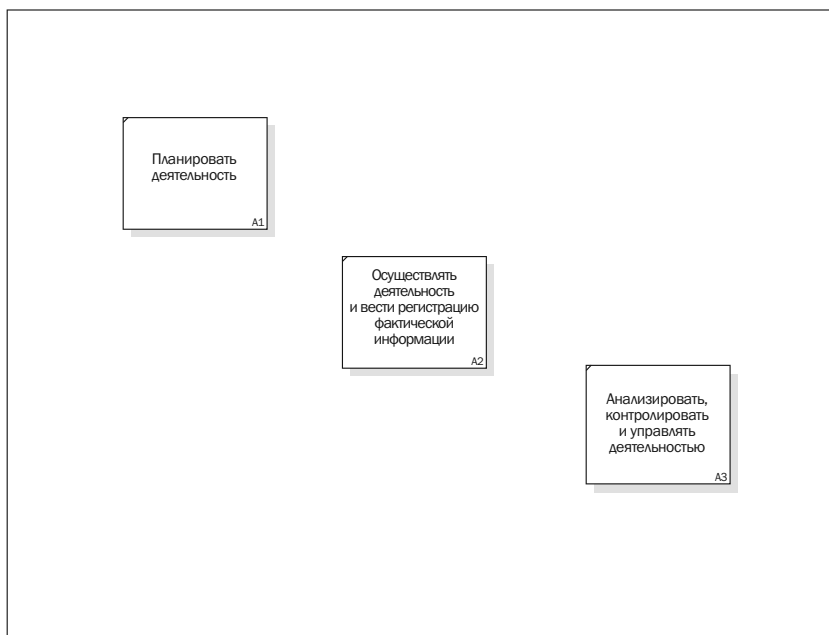 Планировать
деятельность
A1
Осуществлять
деятельность
и вести регистрацию
фактической
информации
A2
Анализировать,
контролировать
и управлять
деятельностью
A3